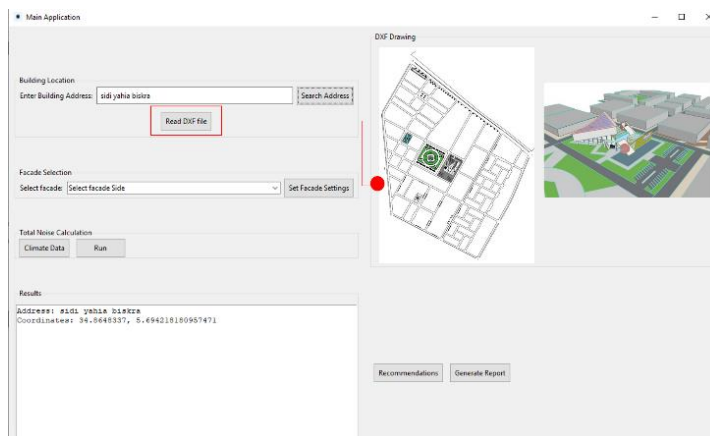 Main Application
DXF Drawing
Building Location
Enter Building Address: sidi yahia biskra Search Address
Read DXF file
Facade Selection
Select facade: Select facade Side Set Facade Settings
Total Noise Calculation
Climate Data Run
Results
Address: sidi yahia biskra
Coordinates: 34.8648337, 5.694218180957471
Recommendations Generate Report